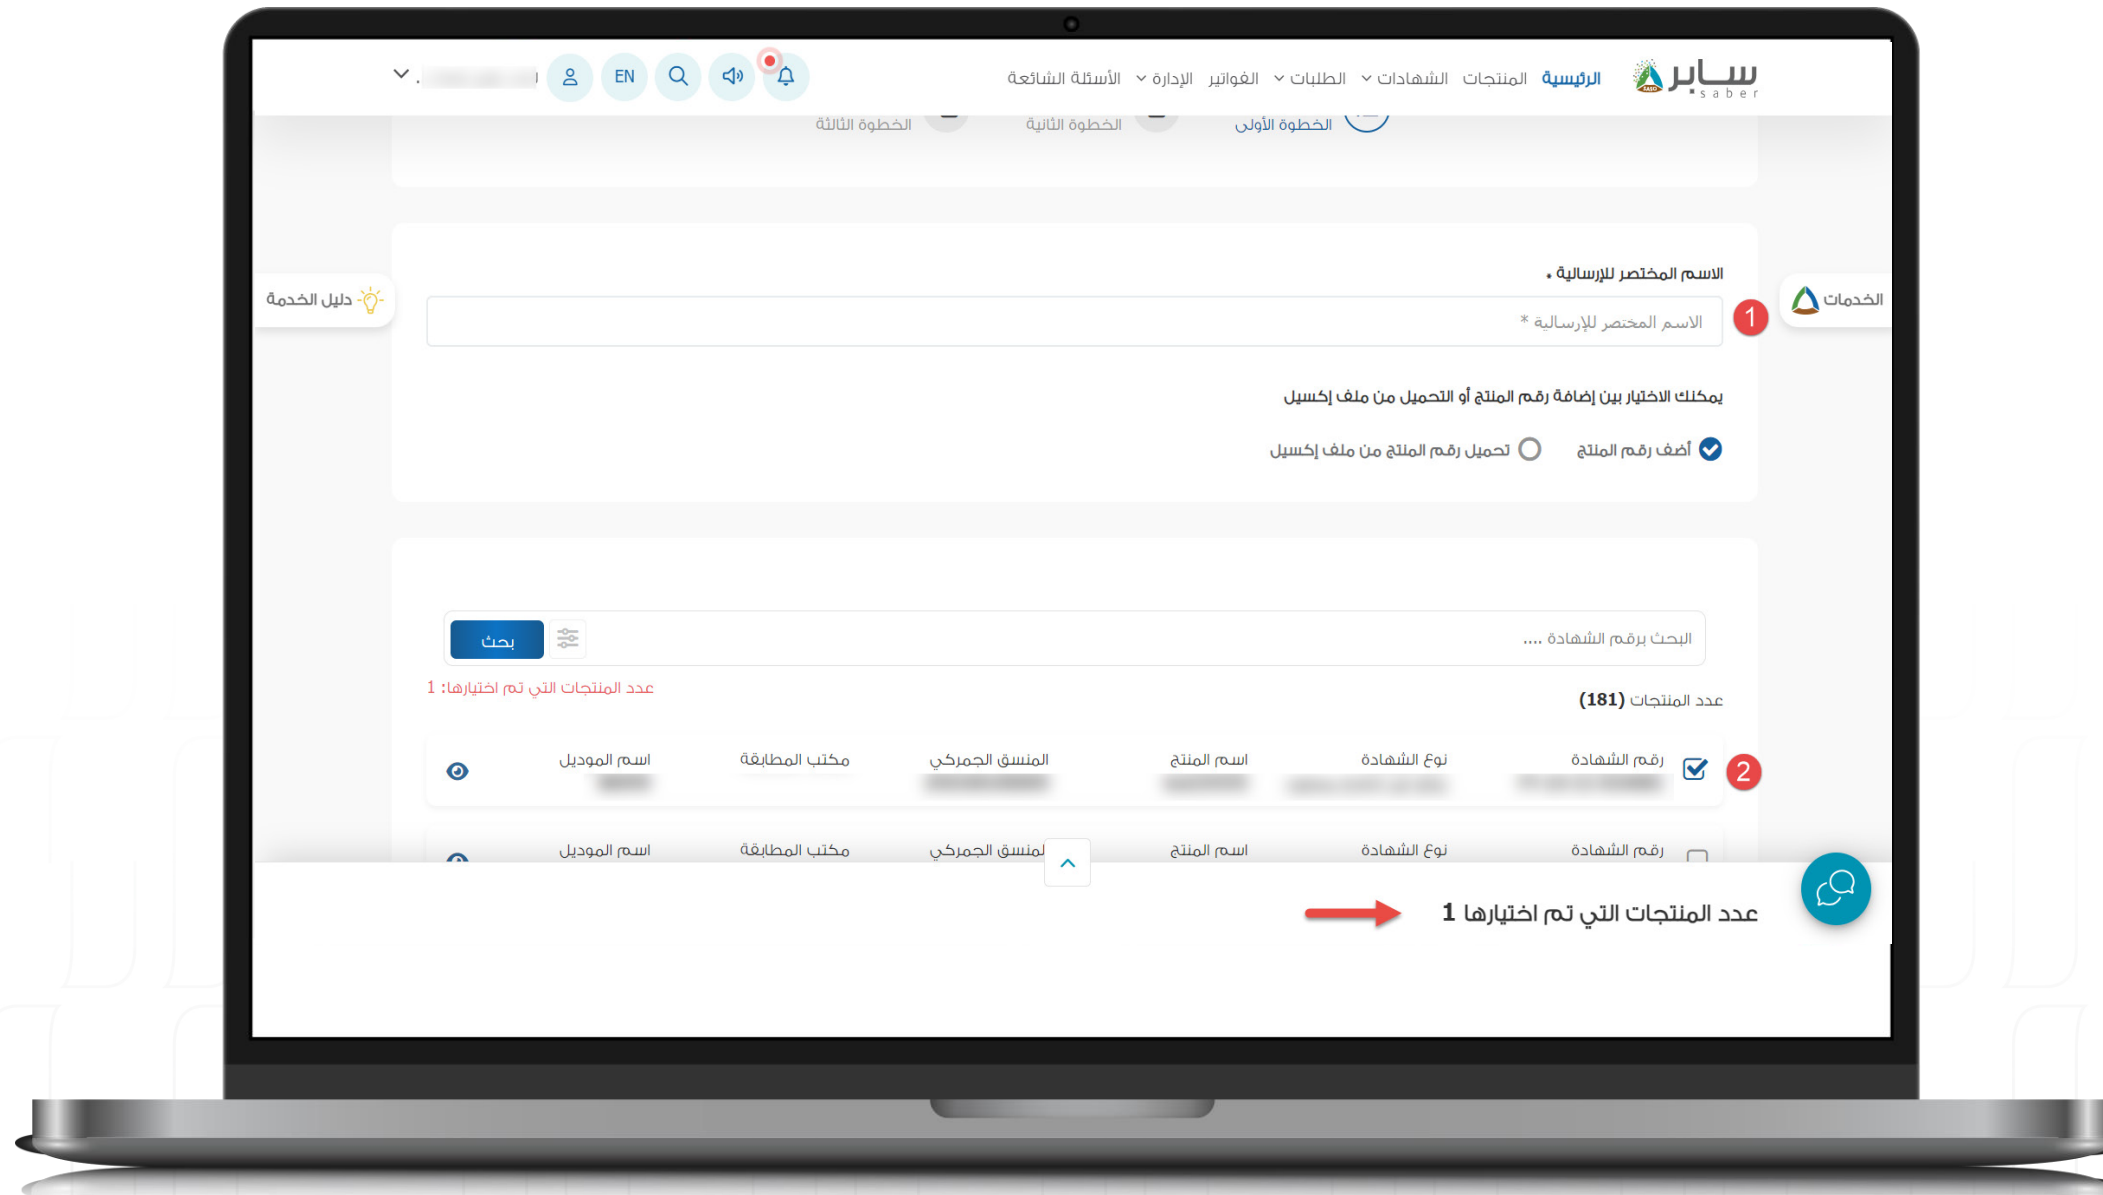 سابر
saber
SASO
الرئيسية المنتجات الشهادات الطلبات الفواتير الإدارة الأسئلة الشائعة
EN
الخطوة الأولى الخطوة الثانية الخطوة الثالثة
الاسم المختصر للإرسالية *
الخدمات
دليل الخدمة
1
الاسم المختصر للإرسالية *
يمكنك الاختيار بين إضافة رقم المنتج أو التحميل من ملف إكسيل
أضف رقم المنتج تحميل رقم المنتج من ملف إكسيل
البحث برقم الشهادة ....
بحث
عدد المنتجات التي تم اختيارها: 1
عدد المنتجات (181)
2
رقم الشهادة نوع الشهادة اسم المنتج المنسق الجمركي مكتب المطابقة اسم الموديل
رقم الشهادة نوع الشهادة اسم المنتج المنسق الجمركي مكتب المطابقة اسم الموديل
عدد المنتجات التي تم اختيارها 1